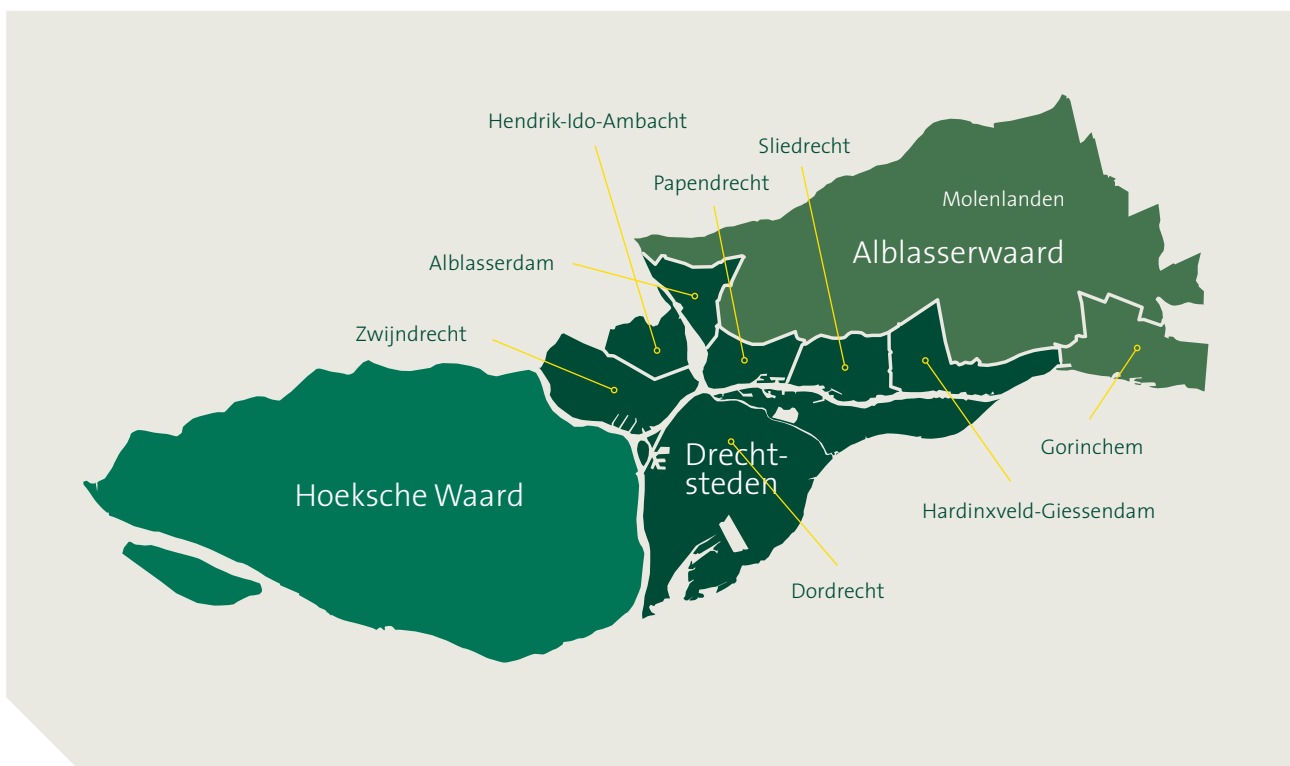 Hendrik-Ido-Ambacht
Sliedrecht
Papendrecht
Molenlanden
Alblasserwaard
Alblasserdam
Zwijndrecht
Gorinchem
Drecht-
steden
Hoeksche Waard
Hardinxveld-Giessendam
Dordrecht